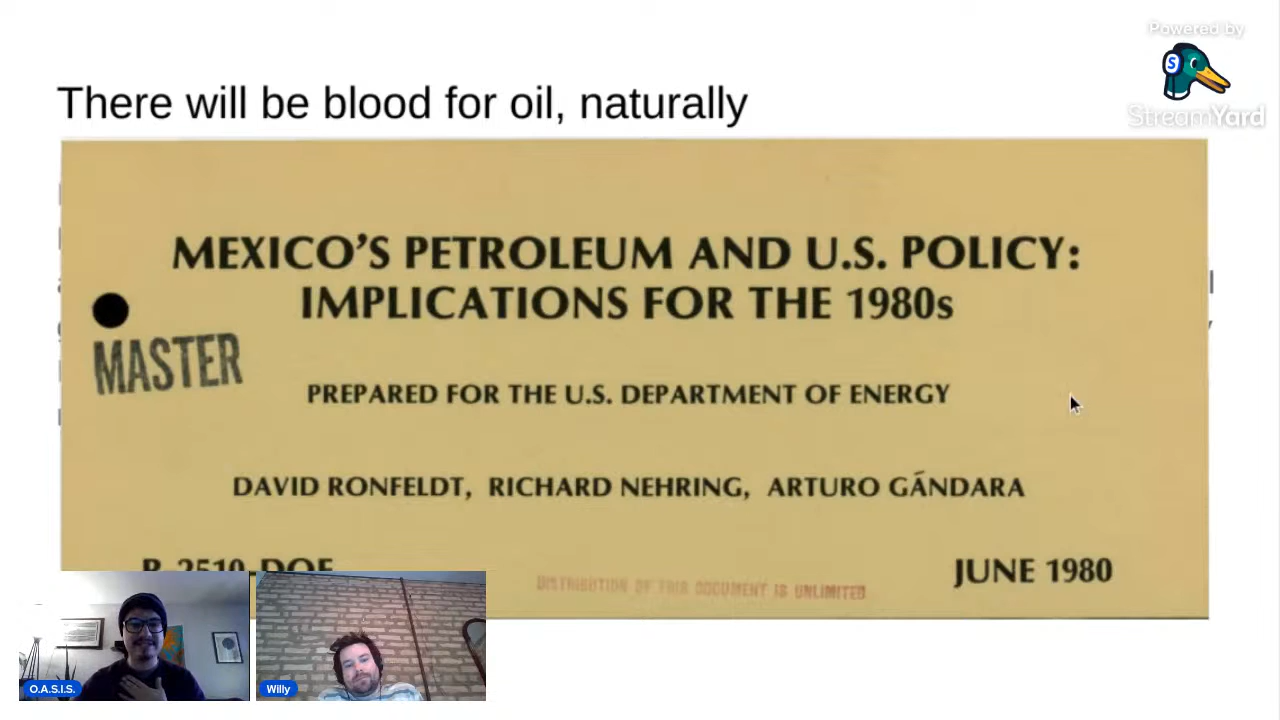 Powered by
StreamYard
There will be blood for oil, naturally
MEXICO'S PETROLEUM AND U.S. POLICY:
IMPLICATIONS FOR THE 1980s
MASTER
PREPARED FOR THE U.S. DEPARTMENT OF ENERGY
DAVID RONFELDT, RICHARD NEHRING, ARTURO GÁNDARA
R-2510-DOE
JUNE 1980
DISTRIBUTION OF THIS DOCUMENT IS UNLIMITED
O.A.S.I.S.
Willy